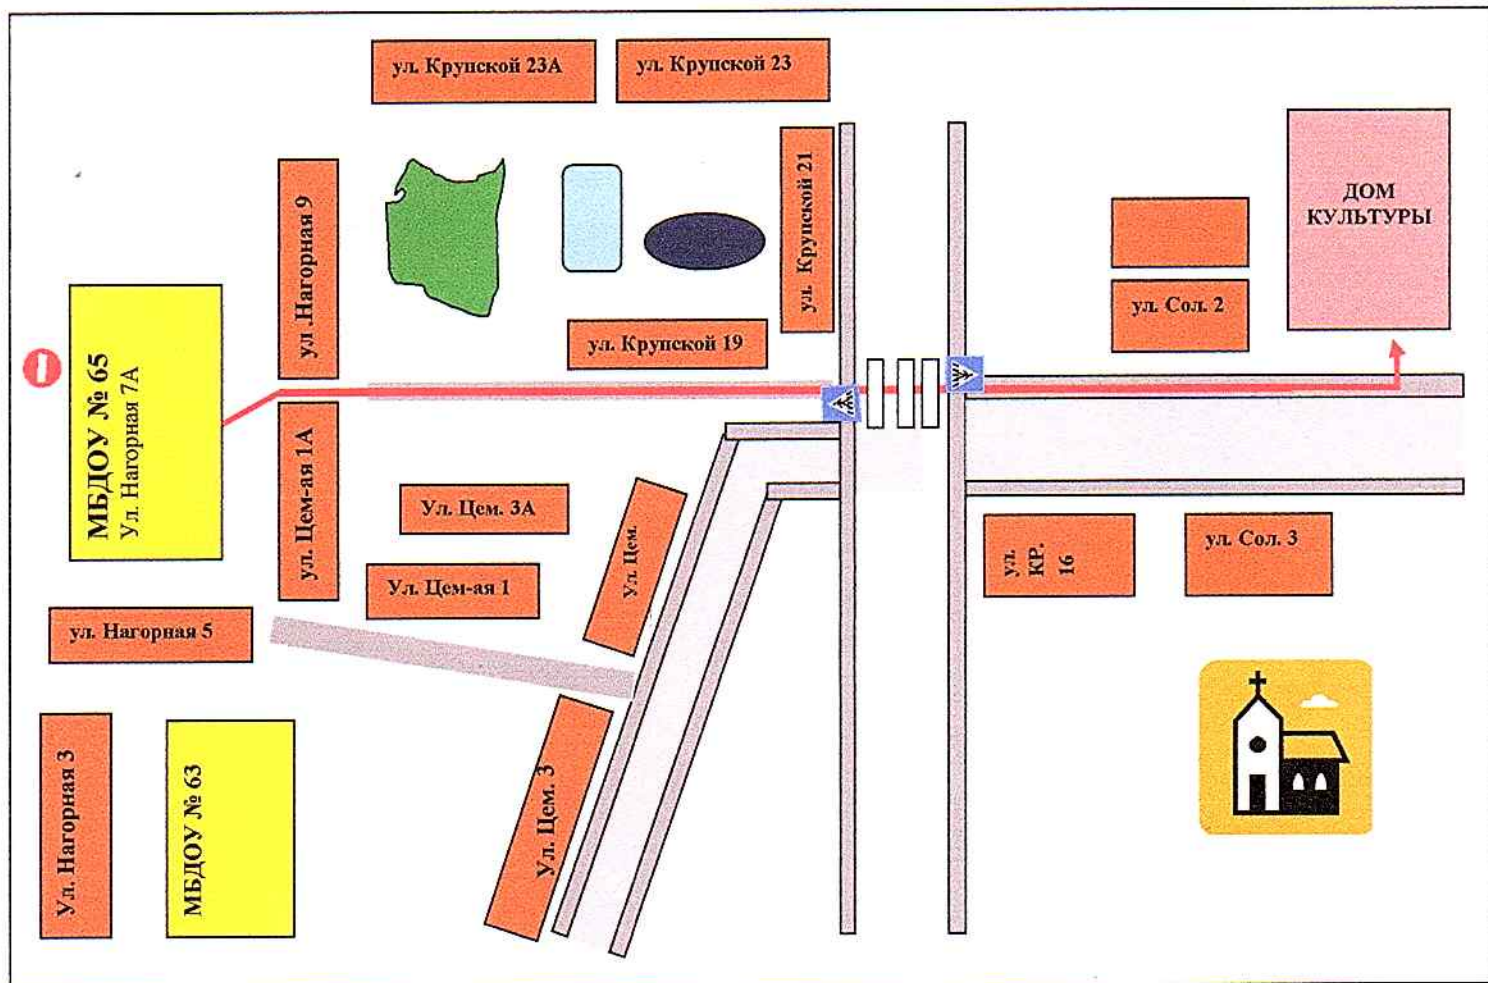 ул. Крупской 23А
ул. Крупской 23
ул. Крупской 21
ДОМ
КУЛЬТУРЫ
ул .Нагорная 9
ул. Сол. 2
ул. Крупской 19
МБДОУ № 65
Ул. Нагорная 7А
ул. Цем-ая 1А
Ул. Цем. 3А
Ул. Цем.
ул.
КР.
16
ул. Сол. 3
Ул. Цем-ая 1
ул. Нагорная 5
Ул. Нагорная 3
МБДОУ № 63
Ул. Цем. 3